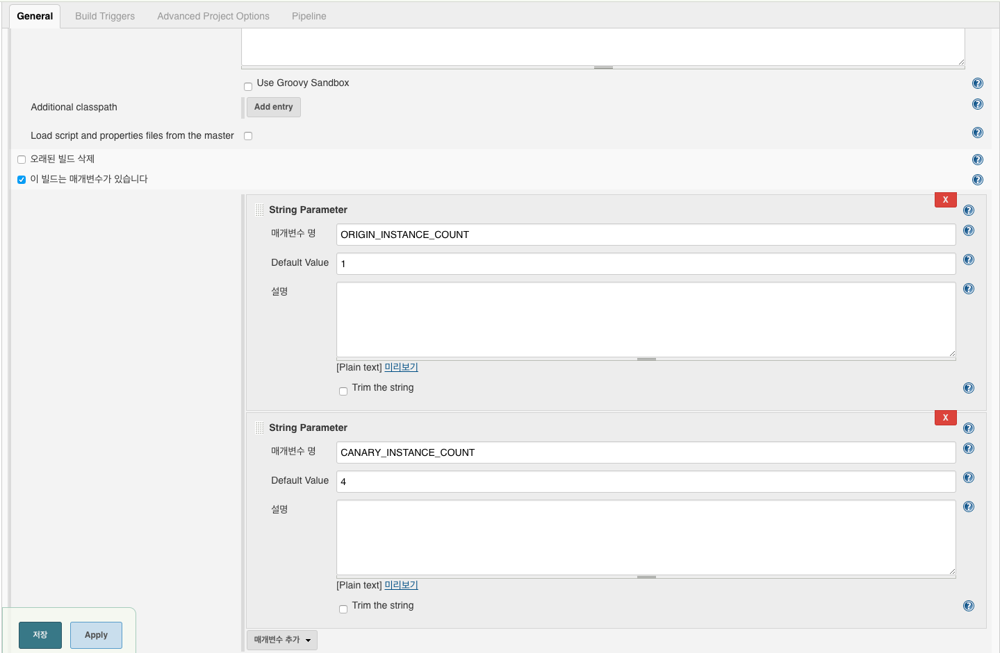 General Build Triggers Advanced Project Options Pipeline
Use Groovy Sandbox
Additional classpath Add entry
Load script and properties files from the master
오래된 빌드 삭제
이 빌드는 매개변수가 있습니다
X
String Parameter
매개변수 명 ORIGIN_INSTANCE_COUNT
Default Value 1
설명
[Plain text] 미리보기
Trim the string
X
String Parameter
매개변수 명 CANARY_INSTANCE_COUNT
Default Value 4
설명
[Plain text] 미리보기
Trim the string
저장 Apply
매개변수 추가